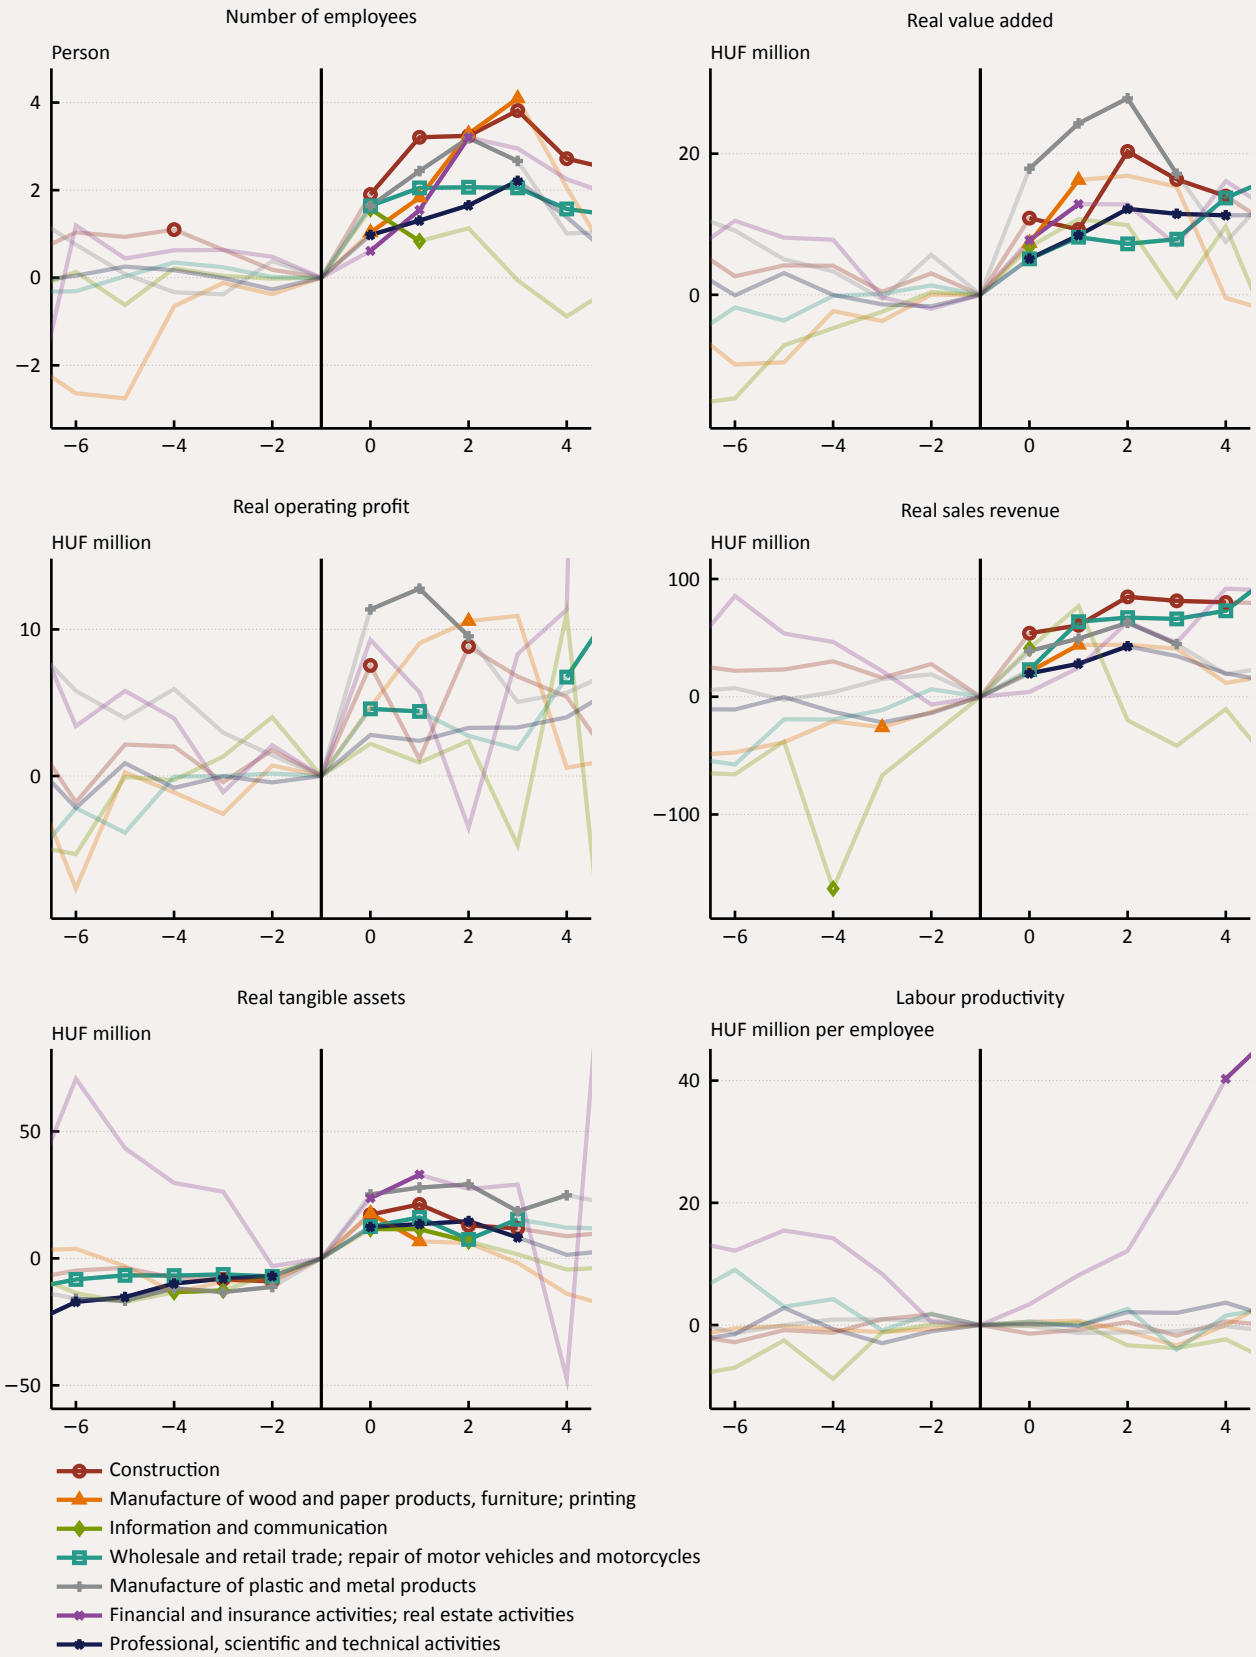 Number of employees
Person
4
2
0
−2
−6
−4
−2
0
2
4
Real value added
HUF million
20
0
−6
−4
−2
0
2
4
Real operating profit
HUF million
10
0
−6
−4
−2
0
2
4
Real sales revenue
HUF million
100
0
−100
−6
−4
−2
0
2
4
Real tangible assets
HUF million
50
0
−50
−6
−4
−2
0
2
4
Labour productivity
HUF million per employee
40
20
0
−6
−4
−2
0
2
4
Construction
Manufacture of wood and paper products, furniture; printing
Information and communication
Wholesale and retail trade; repair of motor vehicles and motorcycles
Manufacture of plastic and metal products
Financial and insurance activities; real estate activities
Professional, scientific and technical activities